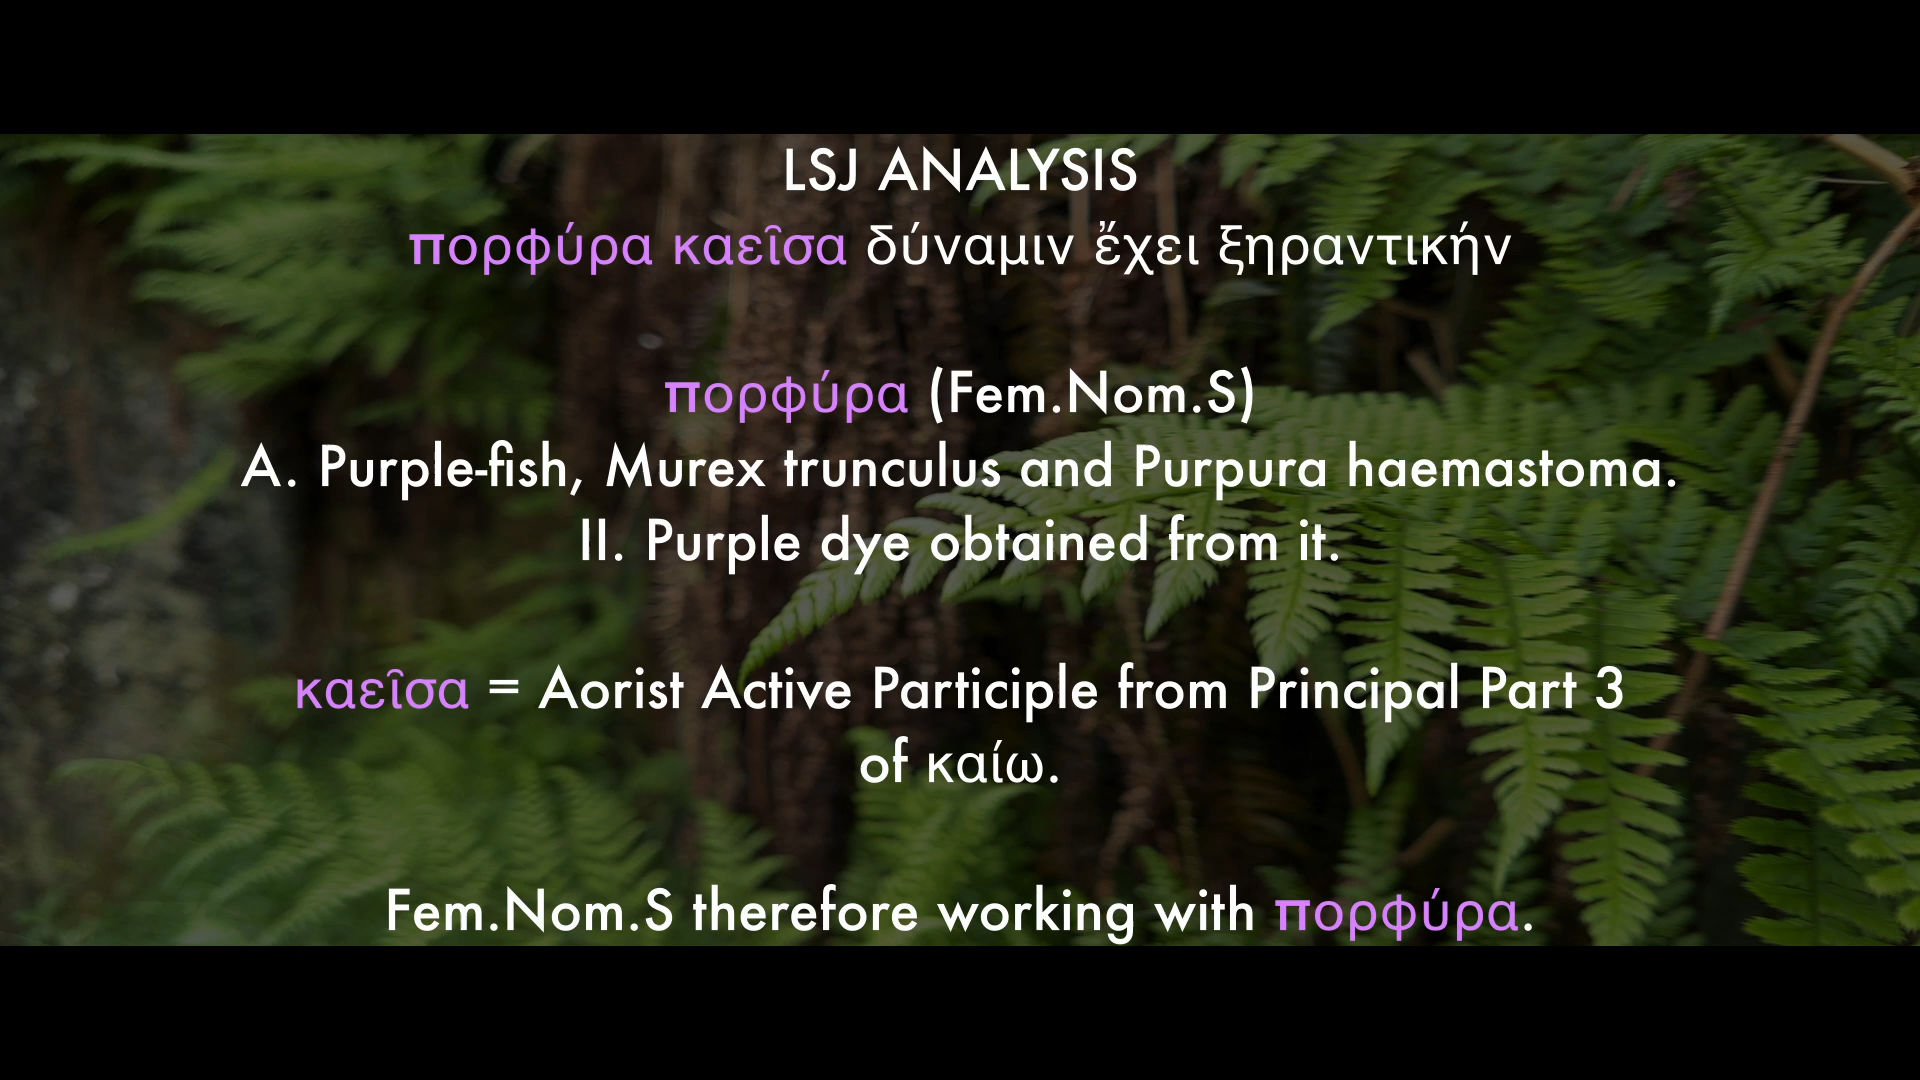 LSJ ANALYSIS
πορφύρα καεῖσα δύναμιν ἔχει ξηραντικήν
πορφύρα (Fem.Nom.S)
A. Purple-fish, Murex trunculus and Purpura haemastoma.
II. Purple dye obtained from it.
καεῖσα = Aorist Active Participle from Principal Part 3
of καίω.
Fem.Nom.S therefore working with πορφύρα.